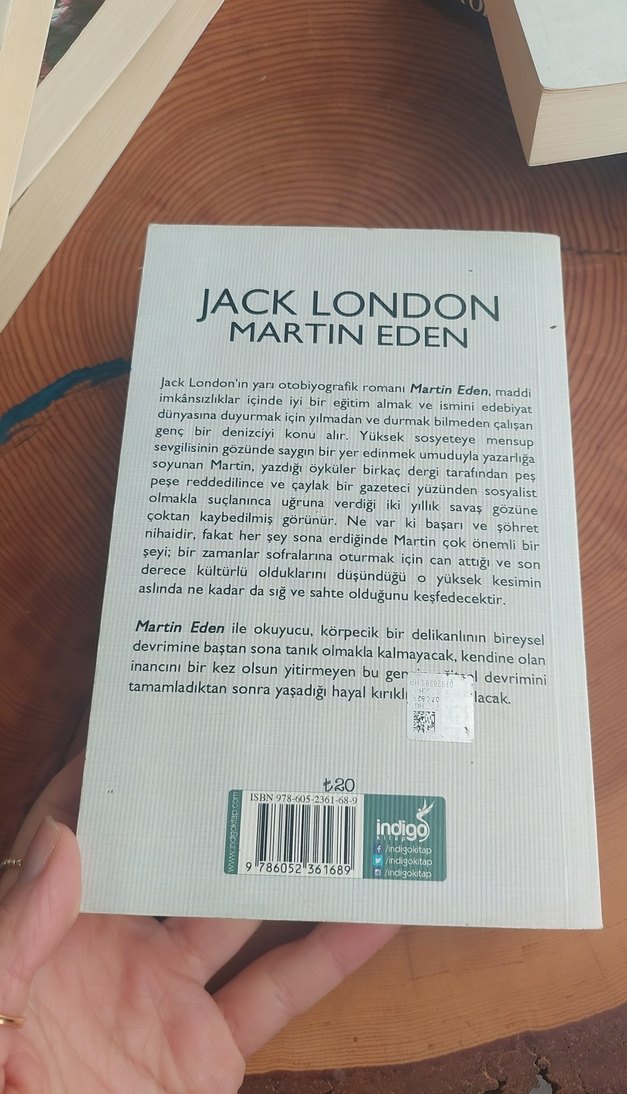 JACK LONDON
MARTIN EDEN
Jack London'ın yarı otobiyografik romanı Martin Eden, maddi
imkânsızlıklar içinde iyi bir eğitim almak ve ismini edebiyat
dünyasına duyurmak için yılmadan ve durmak bilmeden çalışan
genç bir denizciyi konu alır. Yüksek sosyeteye mensup
sevgilisinin gözünde saygın bir yer edinmek umuduyla yazarlığa
soyunan Martin, yazdığı öyküler birkaç dergi tarafından peş
peşe reddedilince ve çaylak bir gazeteci yüzünden sosyalist
olmakla suçlanınca uğruna verdiği iki yıllık savaş gözüne
çoktan kaybedilmiş görünür. Ne var ki başarı ve şöhret
nihaidir, fakat her şey sona erdiğinde Martin çok önemli bir
şeyi; bir zamanlar sofralarına oturmak için can attığı ve son
derece kültürlü olduklarını düşündüğü o yüksek kesimin
aslında ne kadar da sığ ve sahte olduğunu keşfedecektir.
Martin Eden ile okuyucu, körpecik bir delikanlının bireysel
devrimine baştan sona tanık olmakla kalmayacak, kendine olan
inancını bir kez olsun yitirmeyen bu devrimini
tamamladıktan sonra yaşadığı hayal
₺20
ISBN 978-605-2361-68-9
9 786052 361689
www.indigokitap.com
indigo
kitap
/indigokitap
/indigokitap
/indigokitap